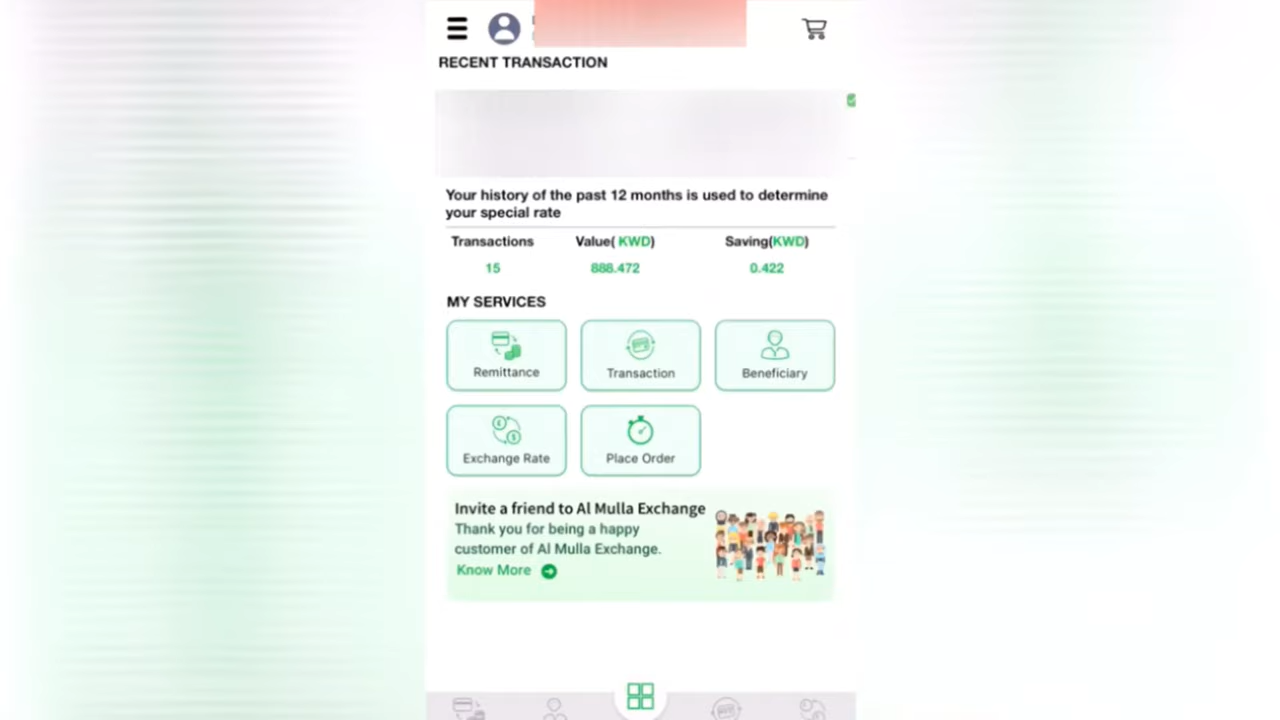 RECENT TRANSACTION
Your history of the past 12 months is used to determine
your special rate
Transactions Value( KWD) Saving(KWD)
15 888.472 0.422
MY SERVICES
Remittance Transaction Beneficiary
Exchange Rate Place Order
Invite a friend to Al Mulla Exchange
Thank you for being a happy
customer of Al Mulla Exchange.
Know More